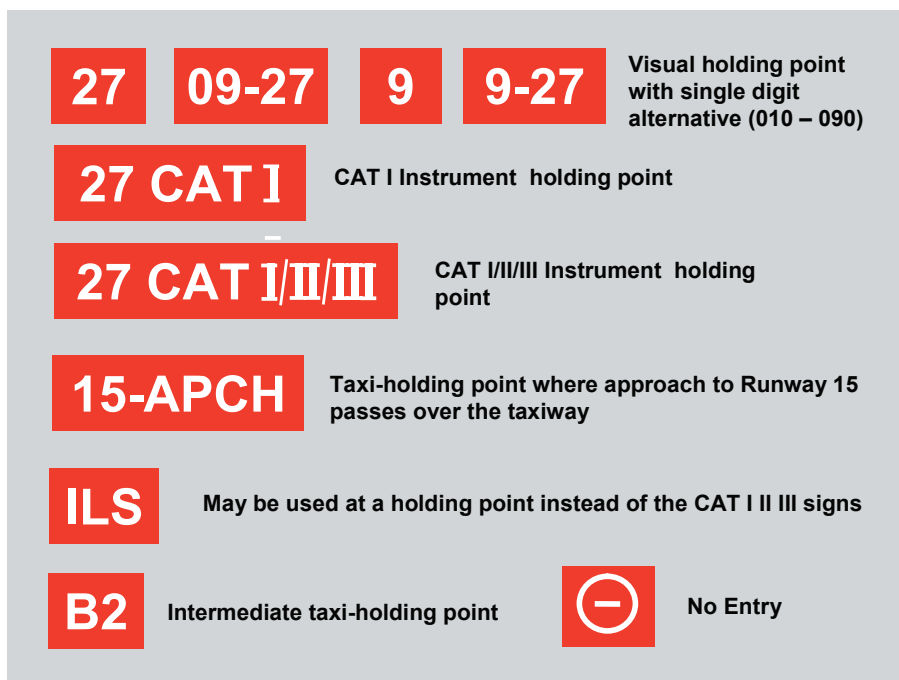 27 09-27 9 9-27
Visual holding point
with single digit
alternative (010 – 090)
27 CAT I
CAT I Instrument holding point
27 CAT I/II/III
CAT I/II/III Instrument holding
point
15-APCH
Taxi-holding point where approach to Runway 15
passes over the taxiway
ILS
May be used at a holding point instead of the CAT I II III signs
B2
Intermediate taxi-holding point
No Entry